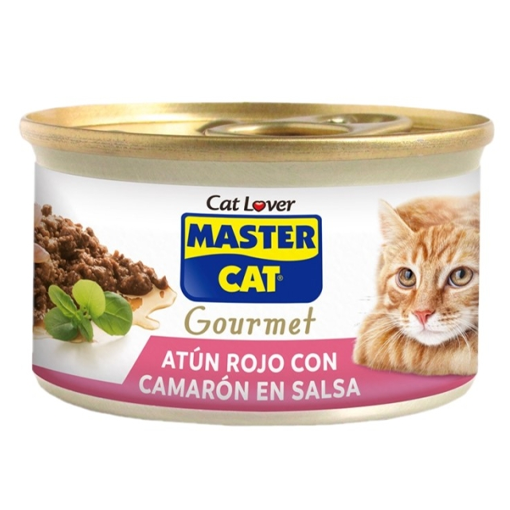 Cat Lover
MASTER
CAT®
Gourmet
ATÚN ROJO CON
CAMARÓN EN SALSA